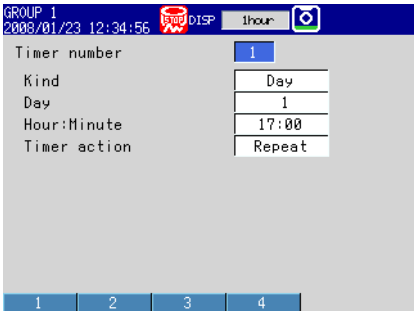 GROUP 1
2008/01/23 12:34:56 STOP DISP 1hour
Timer number 1
Kind Day
Day 1
Hour:Minute 17:00
Timer action Repeat
1 2 3 4